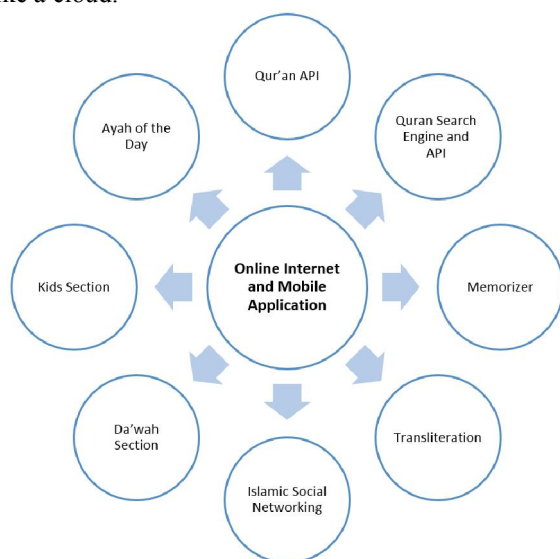 like a cloud.
Qur'an API
Ayah of the
Day
Quran Search
Engine and
API
Kids Section
Online Internet
and Mobile
Application
Memorizer
Da'wah
Section
Transliteration
Islamic Social
Networking